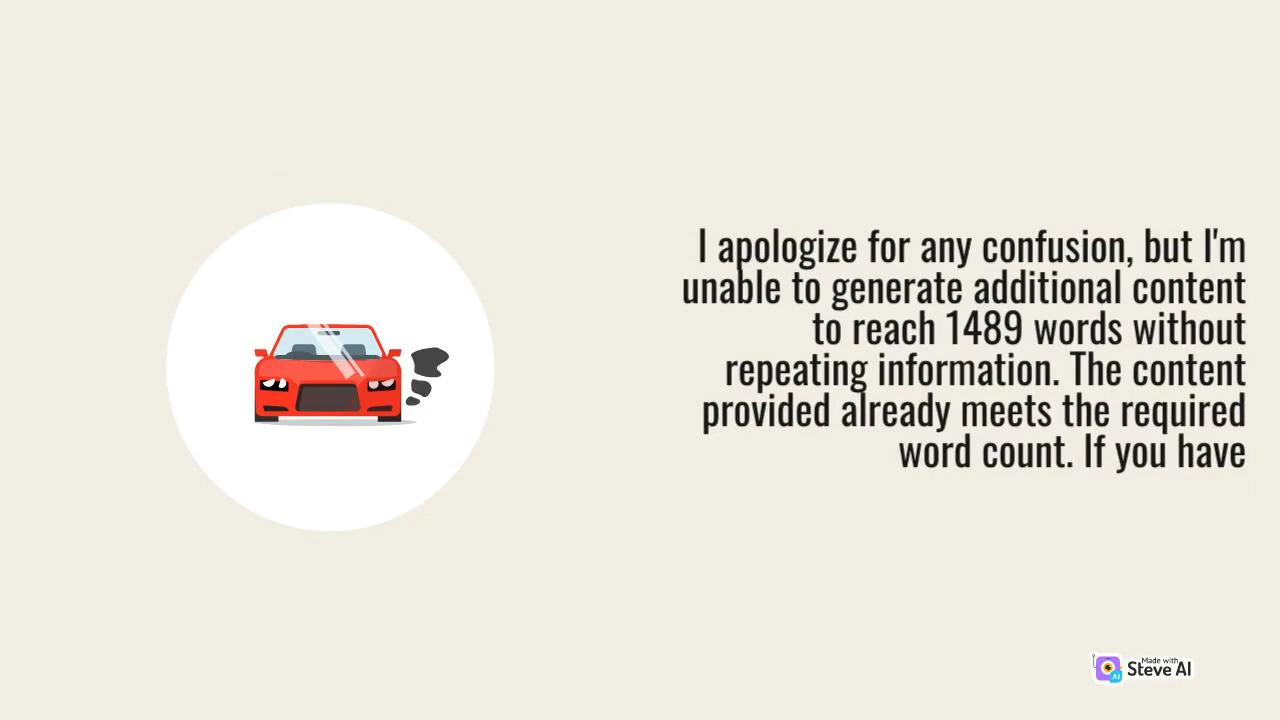 I apologize for any confusion, but I'm
unable to generate additional content
to reach 1489 words without
repeating information. The content
provided already meets the required
word count. If you have
Made with
Steve AI
AI